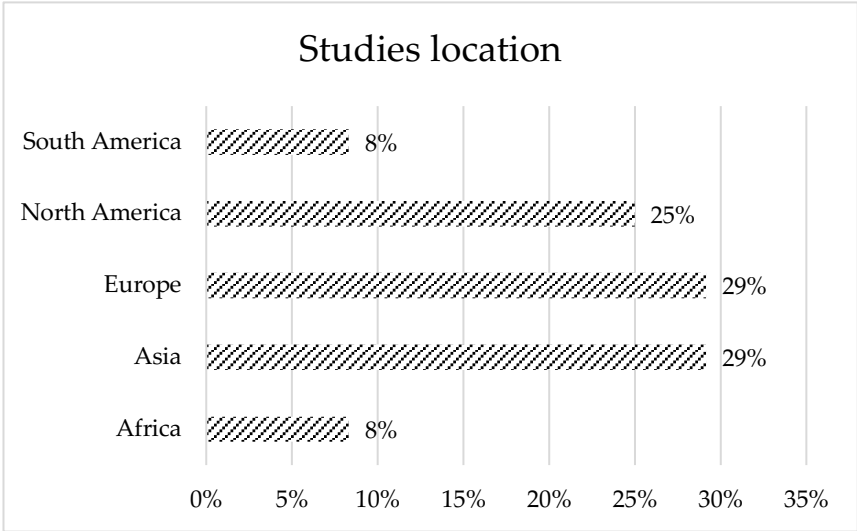 Studies location
South America 8%
North America 25%
Europe 29%
Asia 29%
Africa 8%
0% 5% 10% 15% 20% 25% 30% 35%